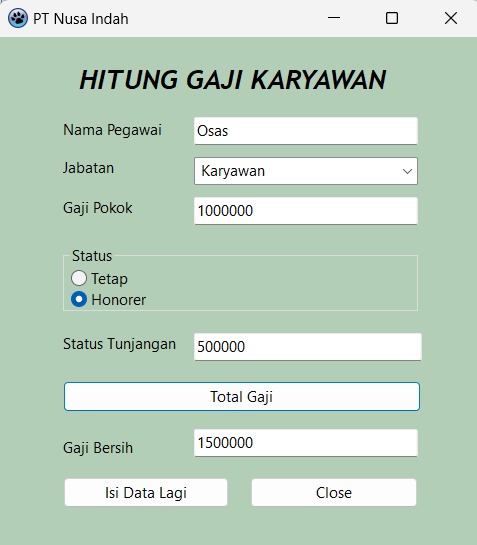 PT Nusa Indah
HITUNG GAJI KARYAWAN
Nama Pegawai Osas
Jabatan Karyawan
Gaji Pokok 1000000
Status
Tetap
Honorer
Status Tunjangan 500000
Total Gaji
Gaji Bersih 1500000
Isi Data Lagi Close